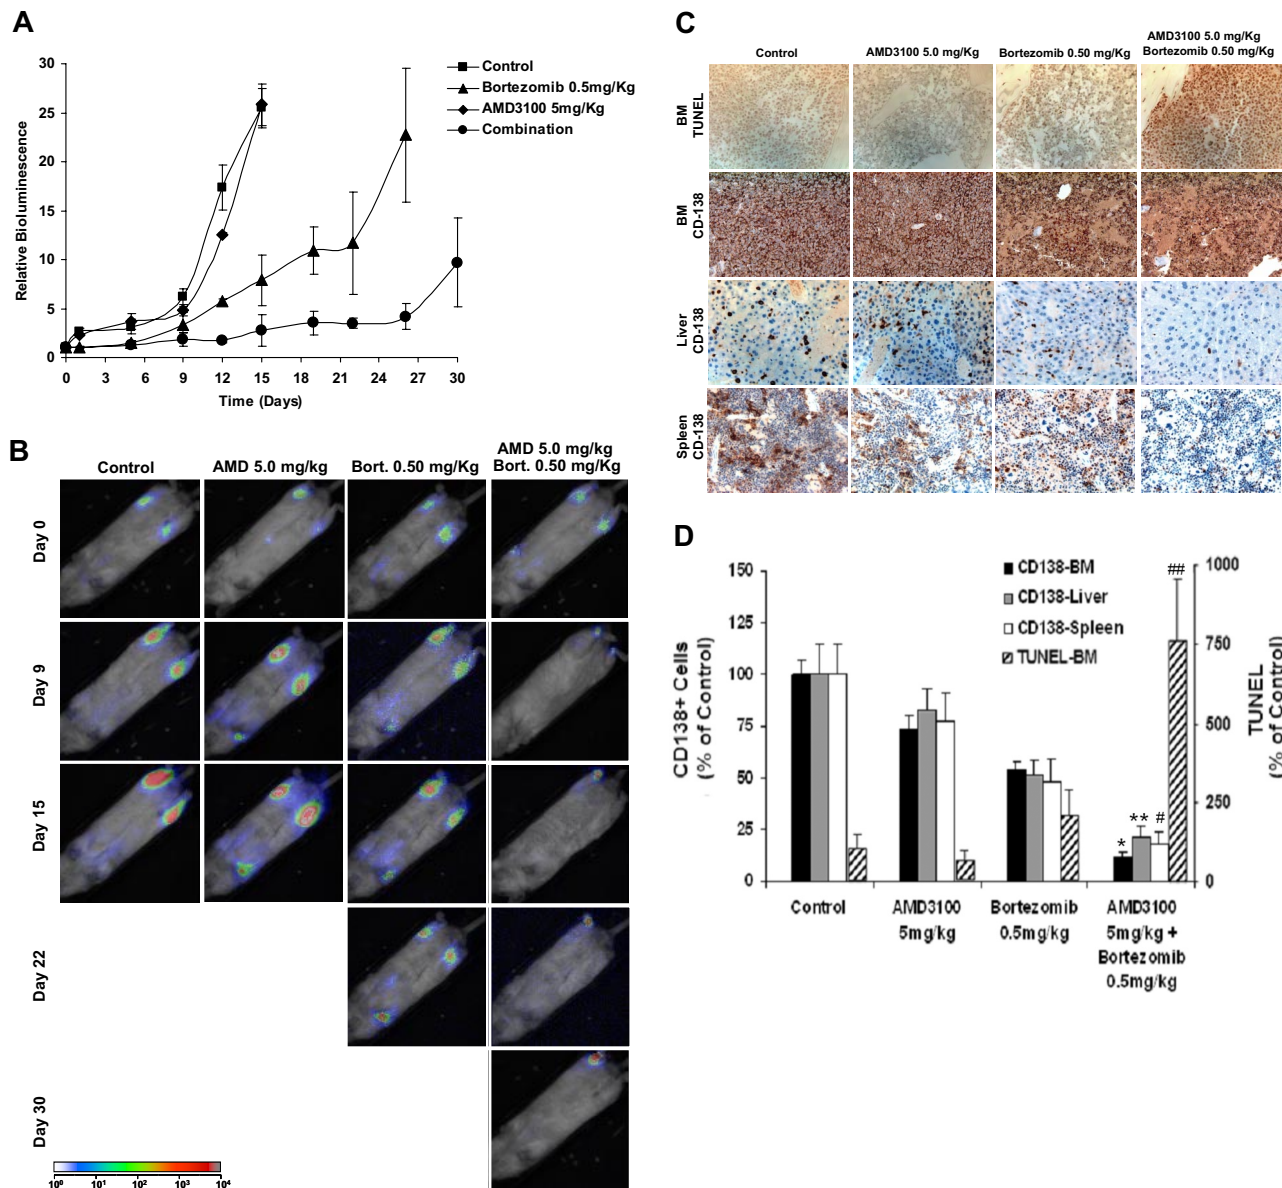 A
30
25
20
15
10
5
0
Relative Bioluminescence
0 3 6 9 12 15 18 21 24 27 30
Time (Days)
Control
Bortezomib 0.5mg/Kg
AMD3100 5mg/Kg
Combination
B
Control
AMD 5.0 mg/kg
Bort. 0.50 mg/Kg
AMD 5.0 mg/kg
Bort. 0.50 mg/Kg
Day 0
Day 9
Day 15
Day 22
Day 30
10⁰ 10¹ 10² 10³ 10⁴
C
Control
AMD3100 5.0 mg/Kg
Bortezomib 0.50 mg/Kg
AMD3100 5.0 mg/Kg
Bortezomib 0.50 mg/Kg
BM
TUNEL
BM
CD-138
Liver
CD-138
Spleen
CD-138
D
150
125
100
75
50
25
0
CD138+ Cells
(% of Control)
CD138-BM
CD138-Liver
CD138-Spleen
TUNEL-BM
* ** # ##
1000
750
500
250
0
TUNEL
(% of Control)
Control
AMD3100
5mg/kg
Bortezomib
0.5mg/kg
AMD3100
5mg/kg +
Bortezomib
0.5mg/kg